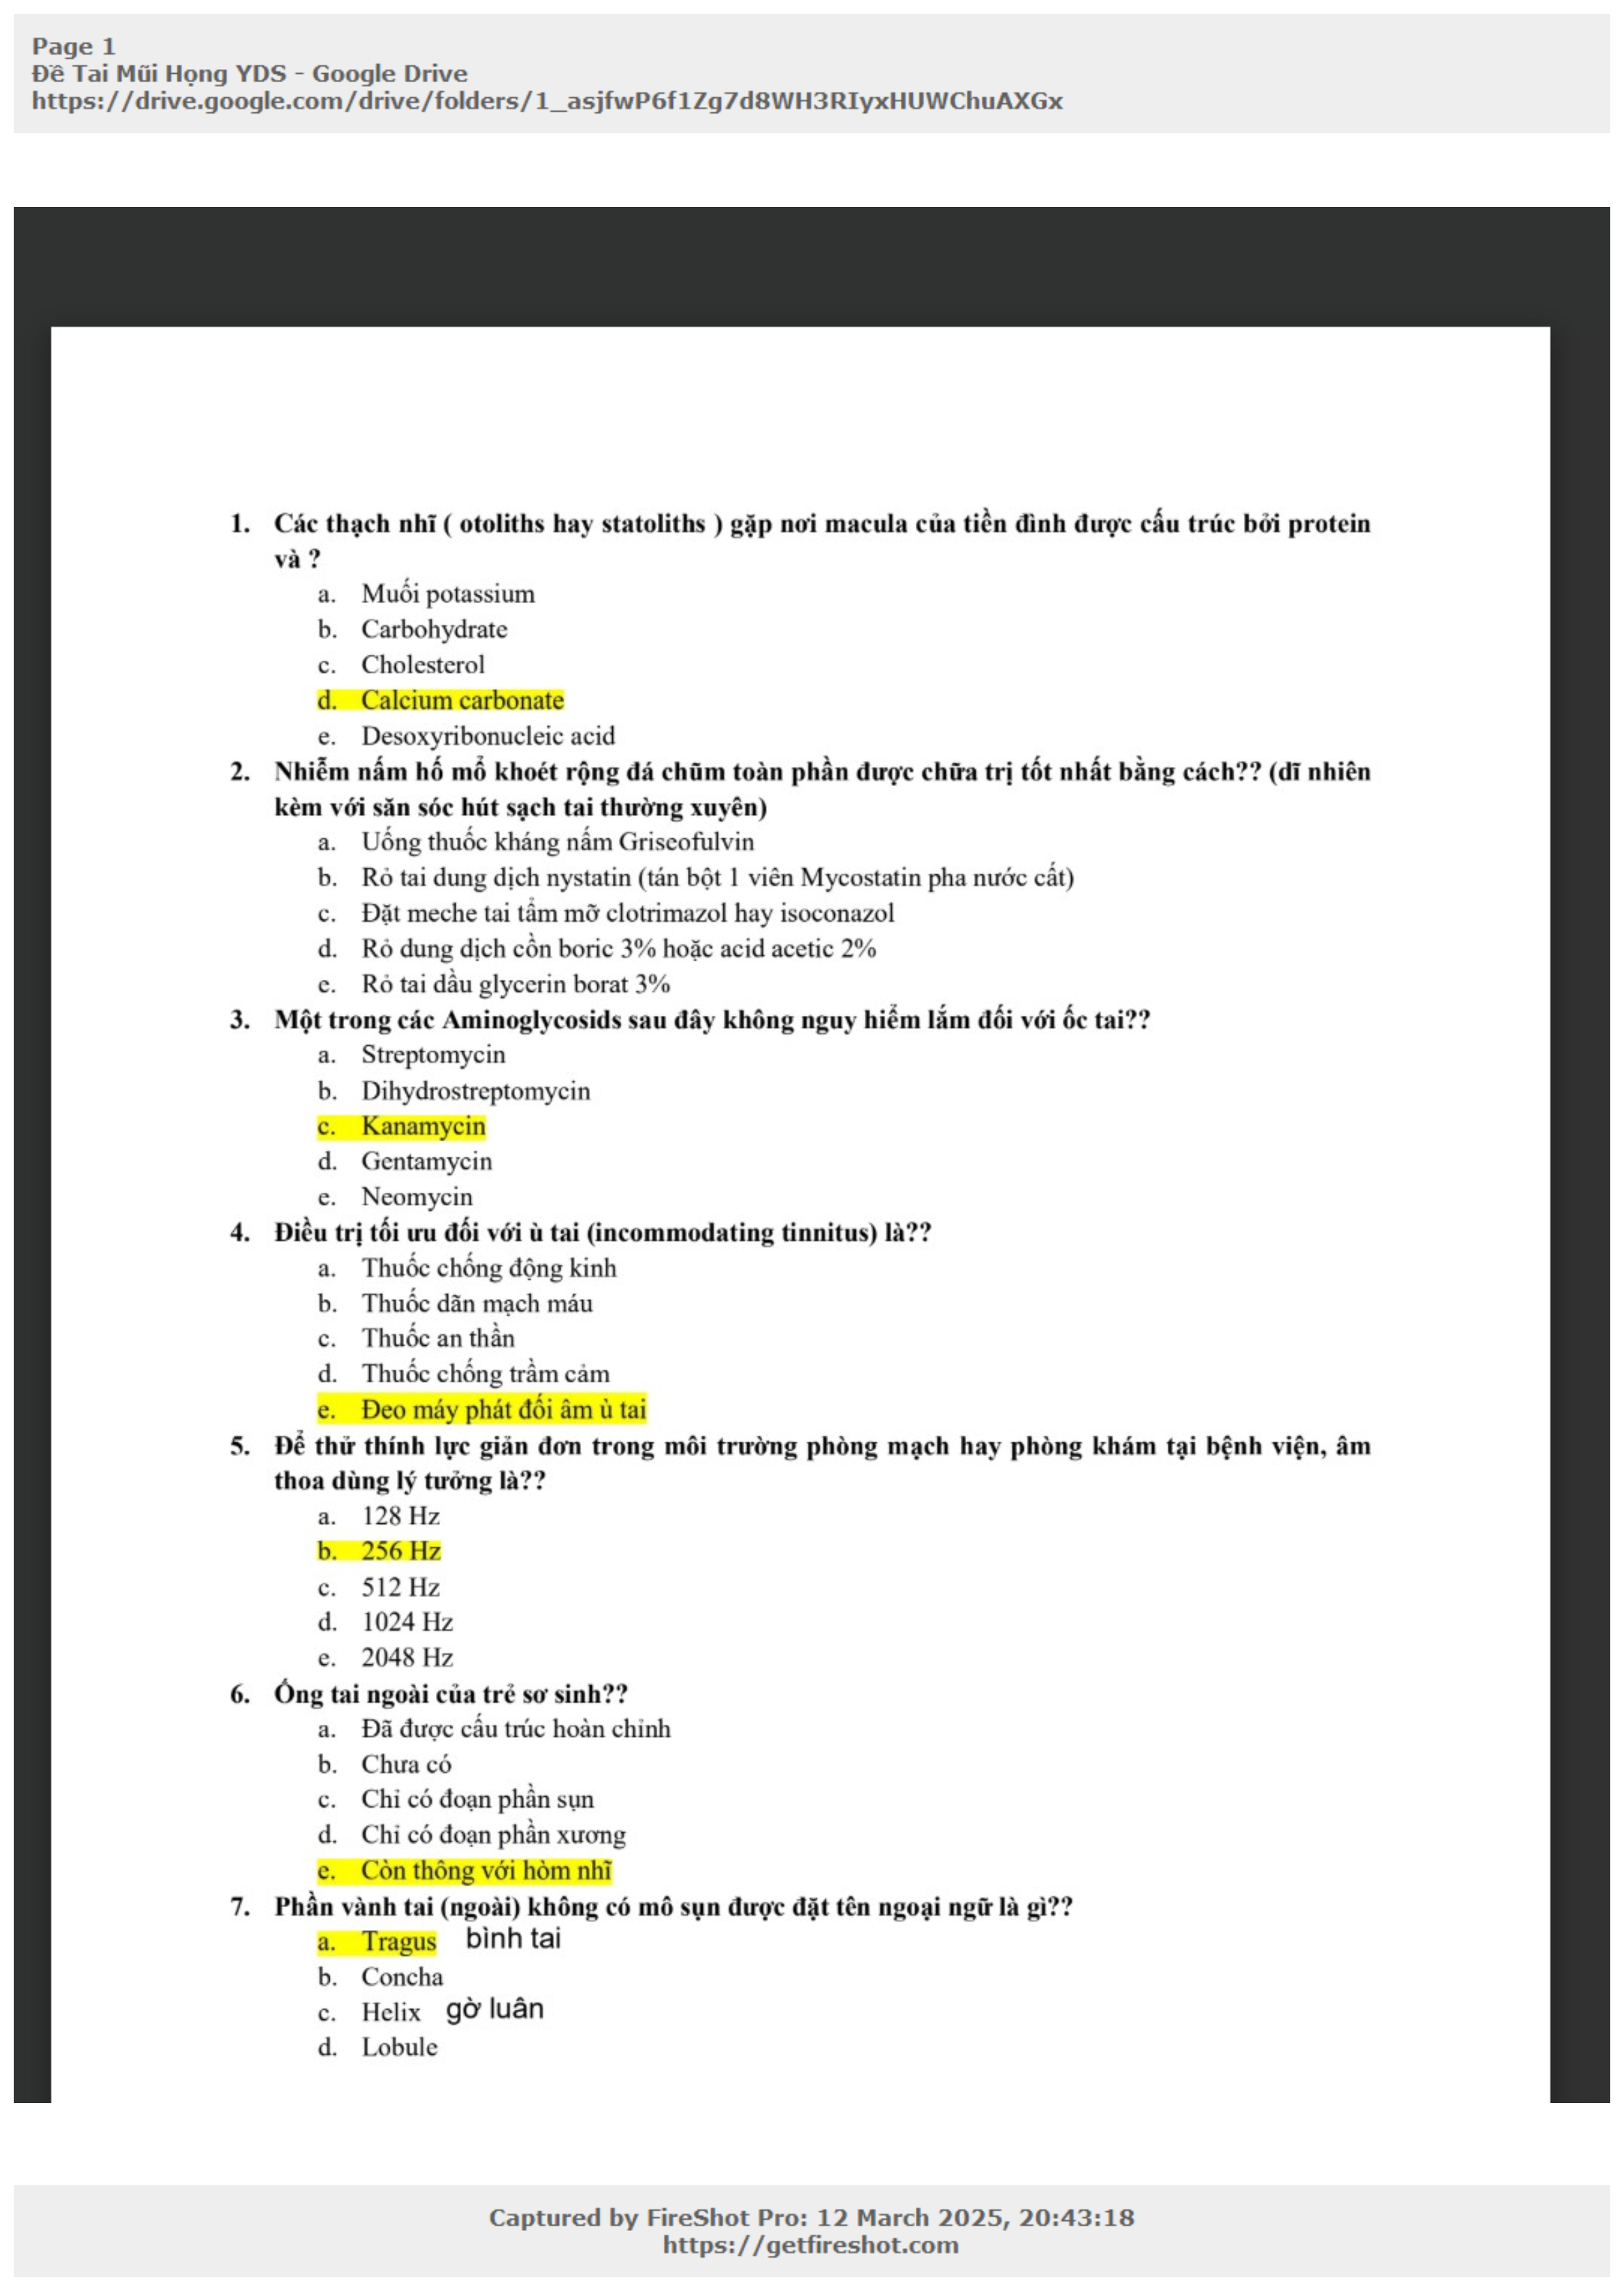 Page 1
Đề Tai Mũi Họng YDS - Google Drive
https://drive.google.com/drive/folders/1_asjfwP6f1Zg7d8WH3RIyxHUWChuAXGx
1. Các thạch nhĩ ( otoliths hay statoliths ) gặp nơi macula của tiền đình được cấu trúc bởi protein
và ?
a. Muối potassium
b. Carbohydrate
c. Cholesterol
d. Calcium carbonate
e. Desoxyribonucleic acid
2. Nhiễm nấm hố mổ khoét rộng đá chũm toàn phần được chữa trị tốt nhất bằng cách?? (dĩ nhiên
kèm với săn sóc hút sạch tai thường xuyên)
a. Uống thuốc kháng nấm Griseofulvin
b. Rỏ tai dung dịch nystatin (tán bột 1 viên Mycostatin pha nước cất)
c. Đặt meche tai tẩm mỡ clotrimazol hay isoconazol
d. Rỏ dung dịch cồn boric 3% hoặc acid acetic 2%
e. Rỏ tai dầu glycerin borat 3%
3. Một trong các Aminoglycosids sau đây không nguy hiểm lắm đối với ốc tai??
a. Streptomycin
b. Dihydrostreptomycin
c. Kanamycin
d. Gentamycin
e. Neomycin
4. Điều trị tối ưu đối với ù tai (incommodating tinnitus) là??
a. Thuốc chống động kinh
b. Thuốc dãn mạch máu
c. Thuốc an thần
d. Thuốc chống trầm cảm
e. Đeo máy phát đối âm ù tai
5. Để thử thính lực giản đơn trong môi trường phòng mạch hay phòng khám tại bệnh viện, âm
thoa dùng lý tưởng là??
a. 128 Hz
b. 256 Hz
c. 512 Hz
d. 1024 Hz
e. 2048 Hz
6. Ống tai ngoài của trẻ sơ sinh??
a. Đã được cấu trúc hoàn chỉnh
b. Chưa có
c. Chỉ có đoạn phần sụn
d. Chỉ có đoạn phần xương
e. Còn thông với hòm nhĩ
7. Phần vành tai (ngoài) không có mô sụn được đặt tên ngoại ngữ là gì??
a. Tragus bình tai
b. Concha
c. Helix gờ luân
d. Lobule
Captured by FireShot Pro: 12 March 2025, 20:43:18
https://getfireshot.com